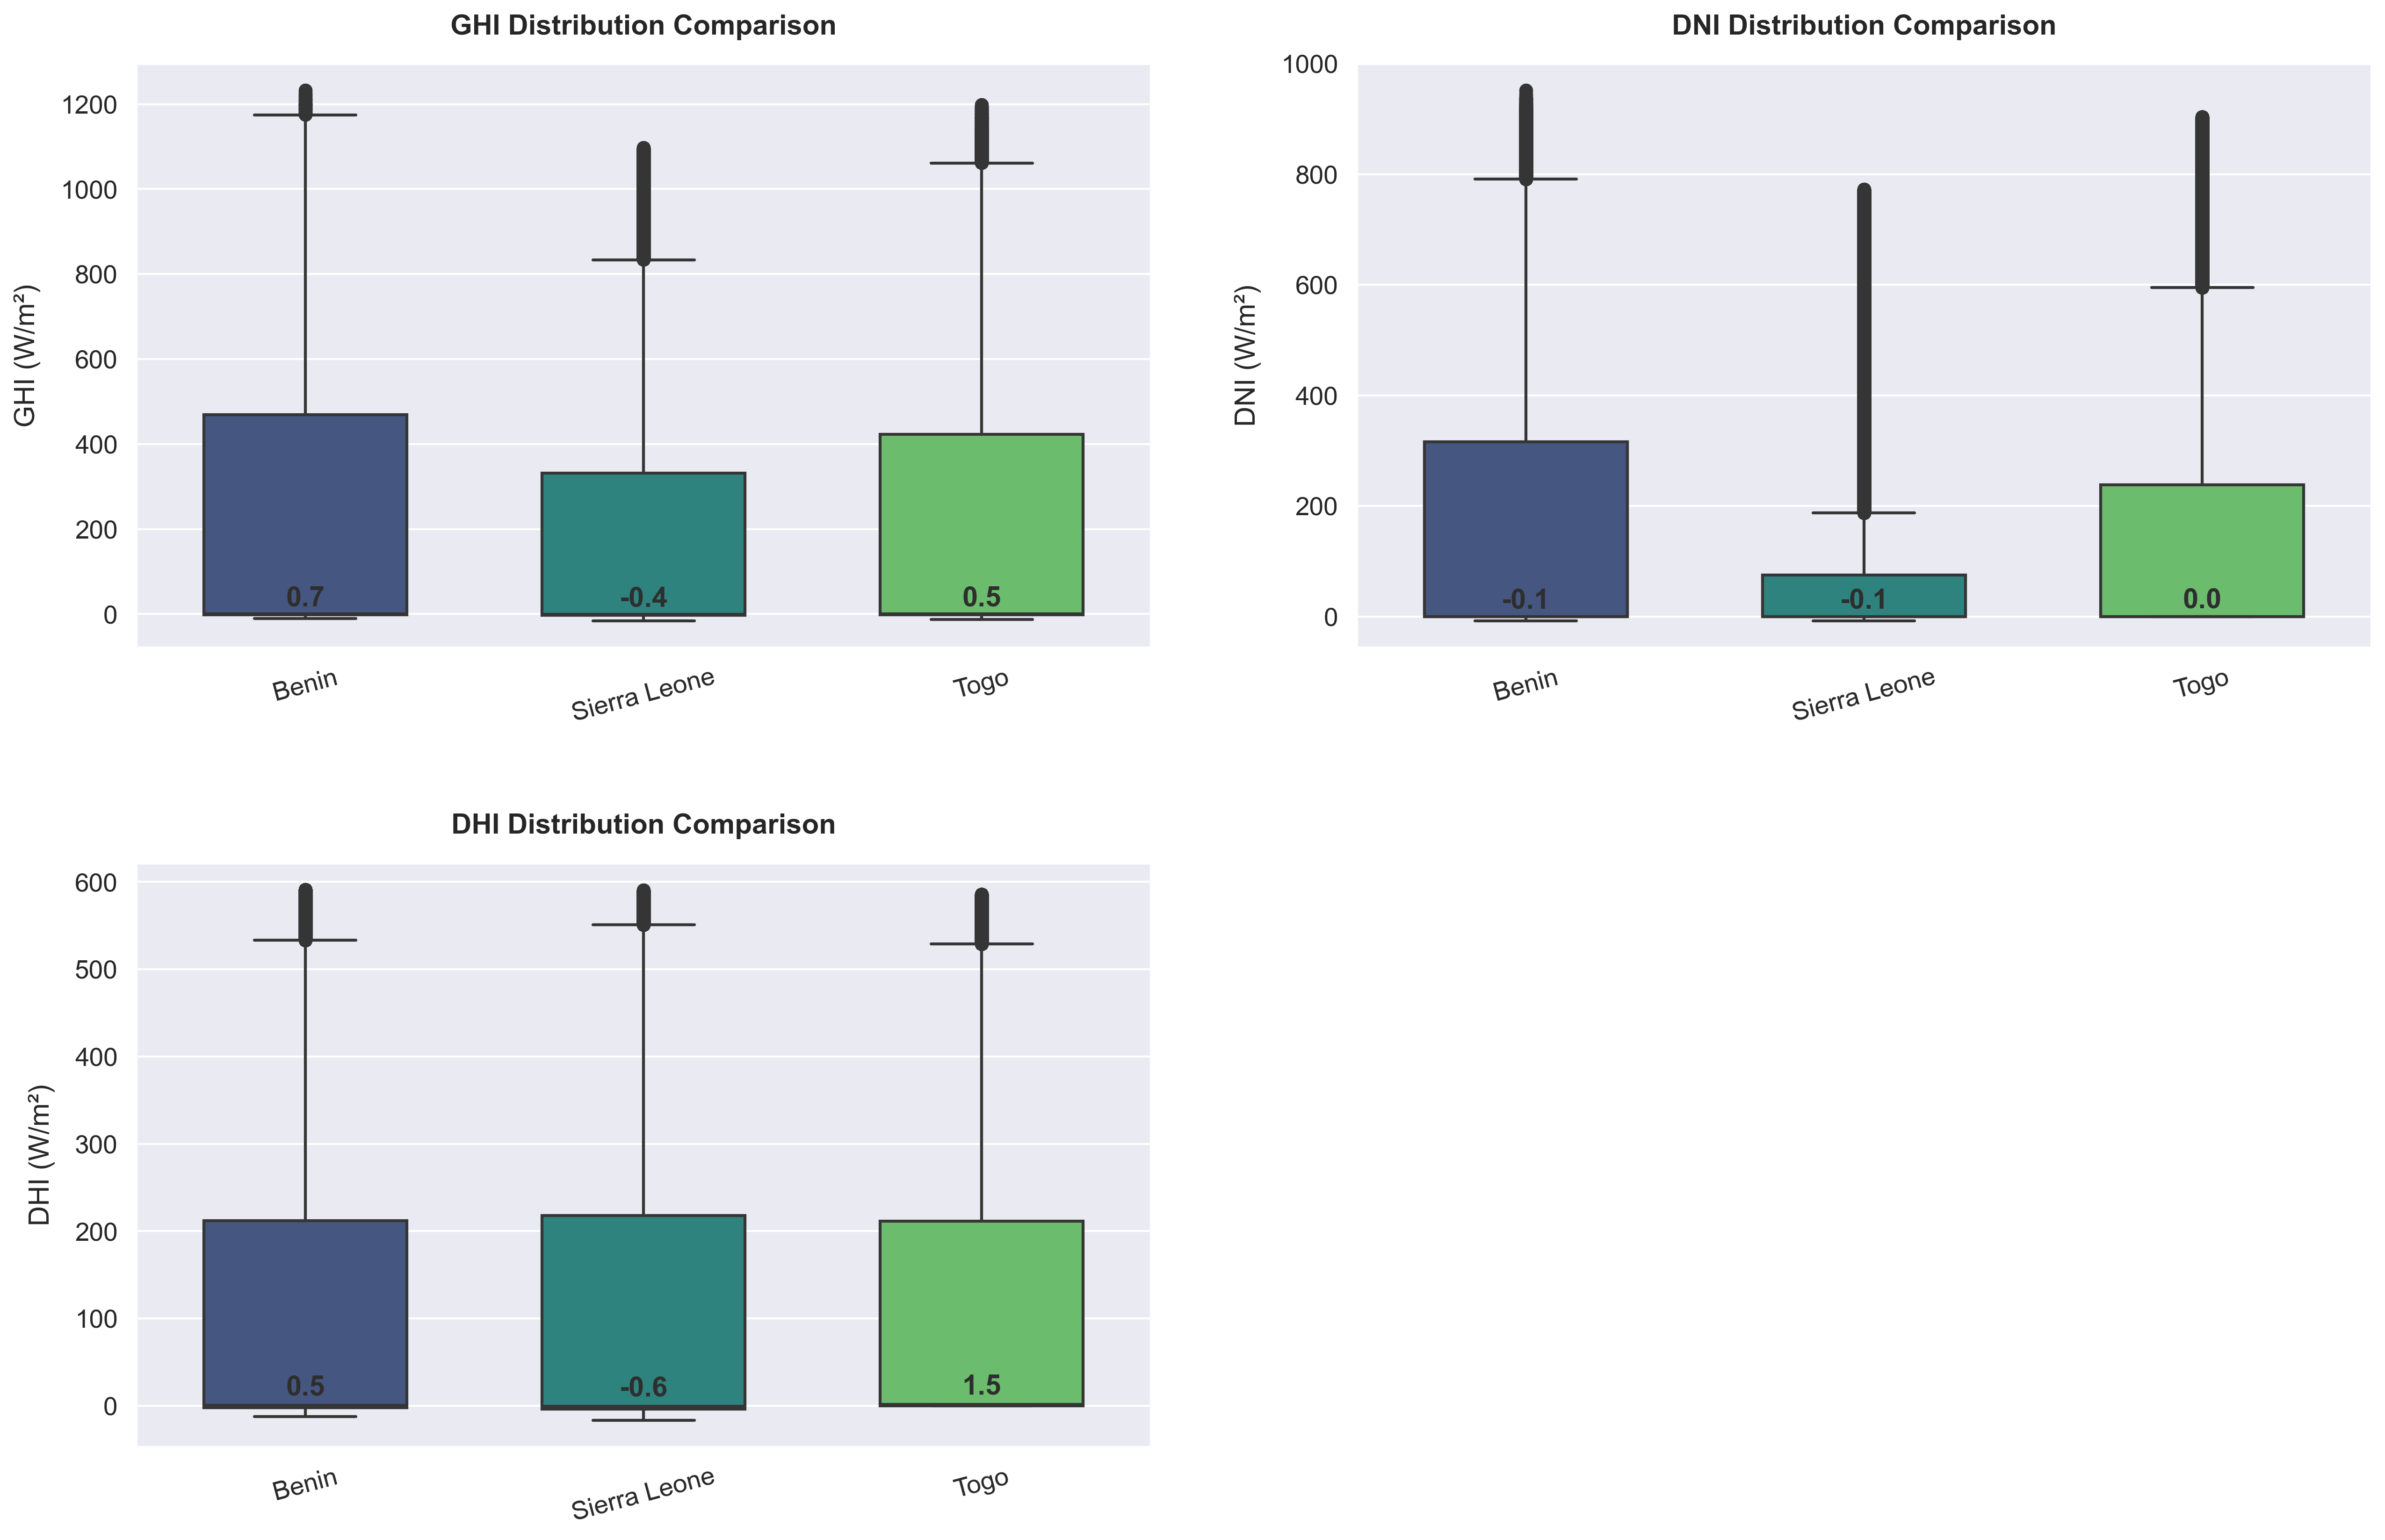 GHI Distribution Comparison
GHI (W/m²)
1200
1000
800
600
400
200
0
0.7
-0.4
0.5
Benin
Sierra Leone
Togo
DNI Distribution Comparison
DNI (W/m²)
1000
800
600
400
200
0
-0.1
-0.1
0.0
Benin
Sierra Leone
Togo
DHI Distribution Comparison
DHI (W/m²)
600
500
400
300
200
100
0
0.5
-0.6
1.5
Benin
Sierra Leone
Togo